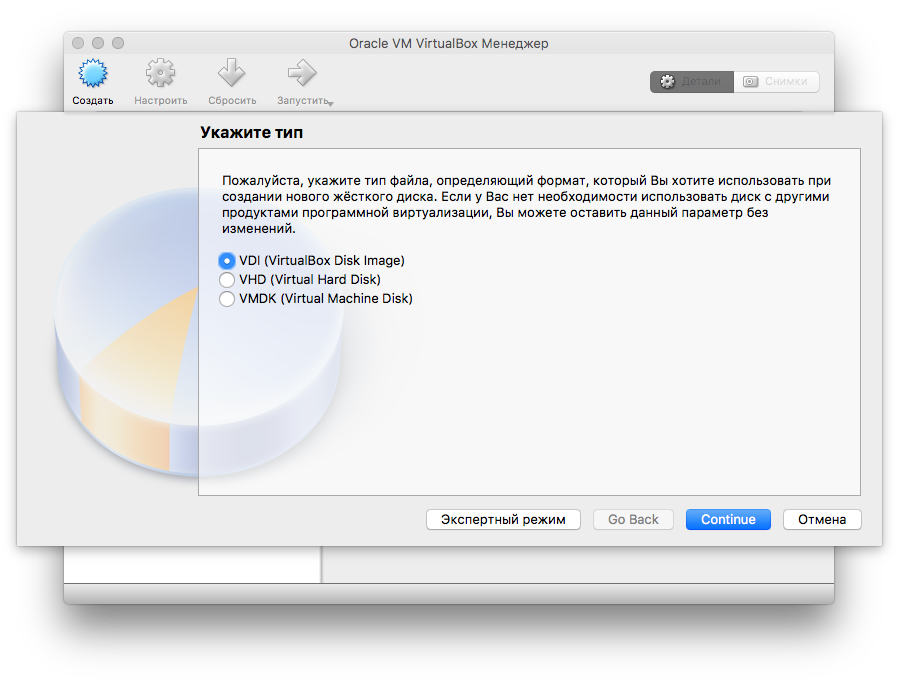 Oracle VM VirtualBox Менеджер
Создать
Настроить
Сбросить
Запустить
Детали
Снимки
Укажите тип
Пожалуйста, укажите тип файла, определяющий формат, который Вы хотите использовать при
создании нового жёсткого диска. Если у Вас нет необходимости использовать диск с другими
продуктами программной виртуализации, Вы можете оставить данный параметр без
изменений.
VDI (VirtualBox Disk Image)
VHD (Virtual Hard Disk)
VMDK (Virtual Machine Disk)
Экспертный режим
Go Back
Continue
Отмена